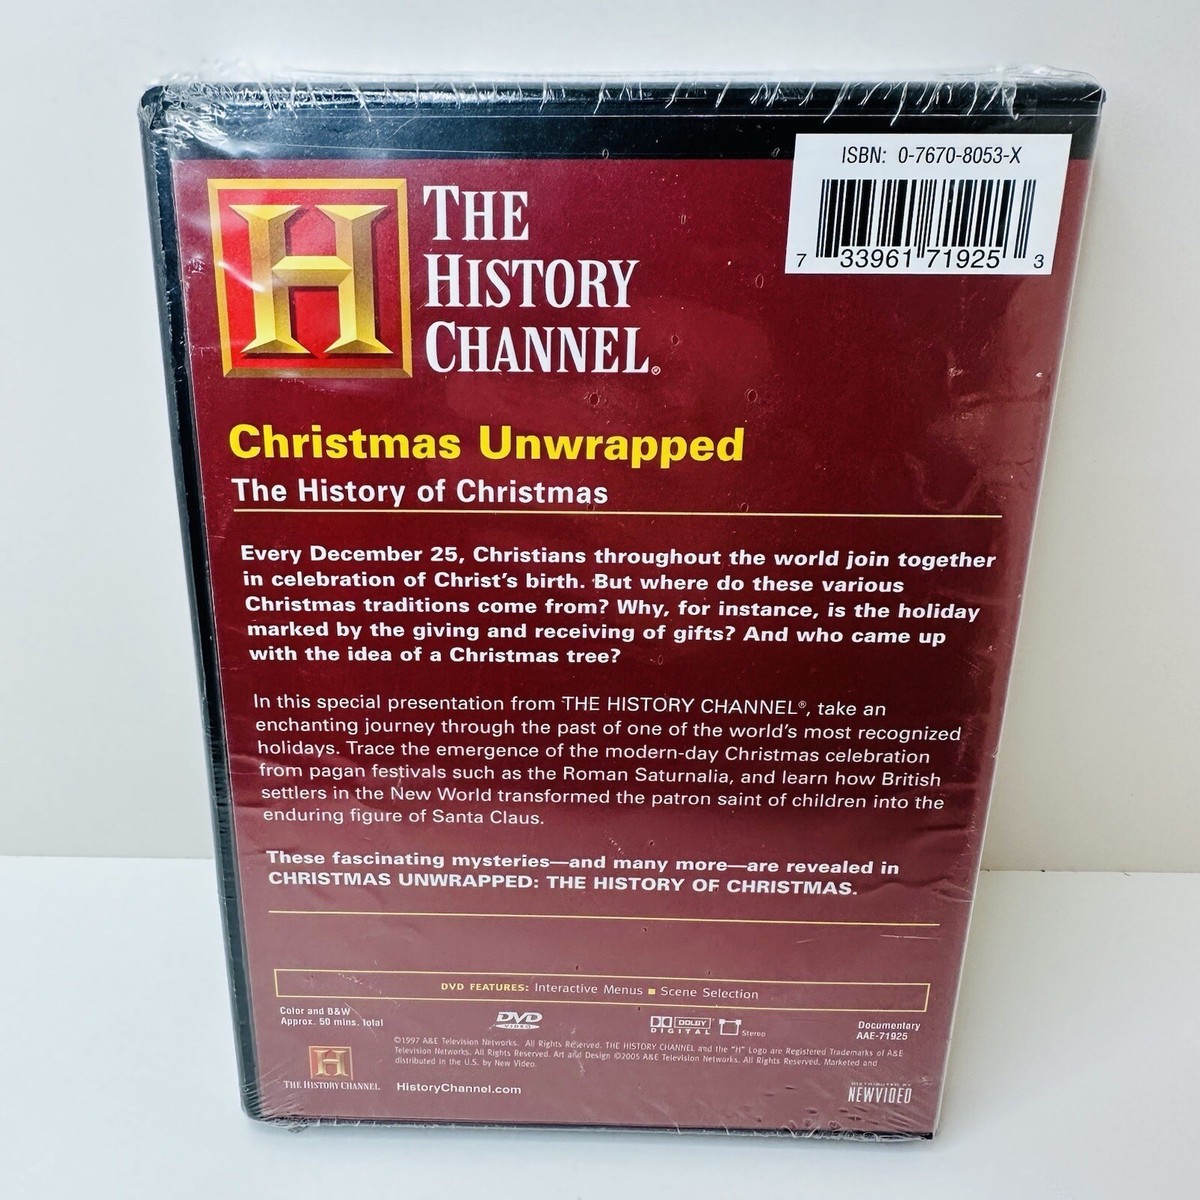 ISBN: 0-7670-8053-X
7 33961 71925 3
H
THE
HISTORY
CHANNEL®
Christmas Unwrapped
The History of Christmas
Every December 25, Christians throughout the world join together
in celebration of Christ's birth. But where do these various
Christmas traditions come from? Why, for instance, is the holiday
marked by the giving and receiving of gifts? And who came up
with the idea of a Christmas tree?
In this special presentation from THE HISTORY CHANNEL®, take an
enchanting journey through the past of one of the world's most recognized
holidays. Trace the emergence of the modern-day Christmas celebration
from pagan festivals such as the Roman Saturnalia, and learn how British
settlers in the New World transformed the patron saint of children into the
enduring figure of Santa Claus.
These fascinating mysteries—and many more—are revealed in
CHRISTMAS UNWRAPPED: THE HISTORY OF CHRISTMAS.
DVD FEATURES: Interactive Menus ■ Scene Selection
Color and B&W
Approx. 50 mins. total
DVD
VIDEO
DOLBY
DIGITAL
Stereo
Documentary
AAE-71925
©1997 A&E Television Networks. All Rights Reserved. THE HISTORY CHANNEL and the "H" Logo are Registered Trademarks of A&E
Television Networks. All Rights Reserved. Art and Design ©2005 A&E Television Networks. All Rights Reserved. Marketed and
distributed in the U.S. by New Video.
H
THE HISTORY CHANNEL
HistoryChannel.com
DISTRIBUTED BY
NEWVIDEO